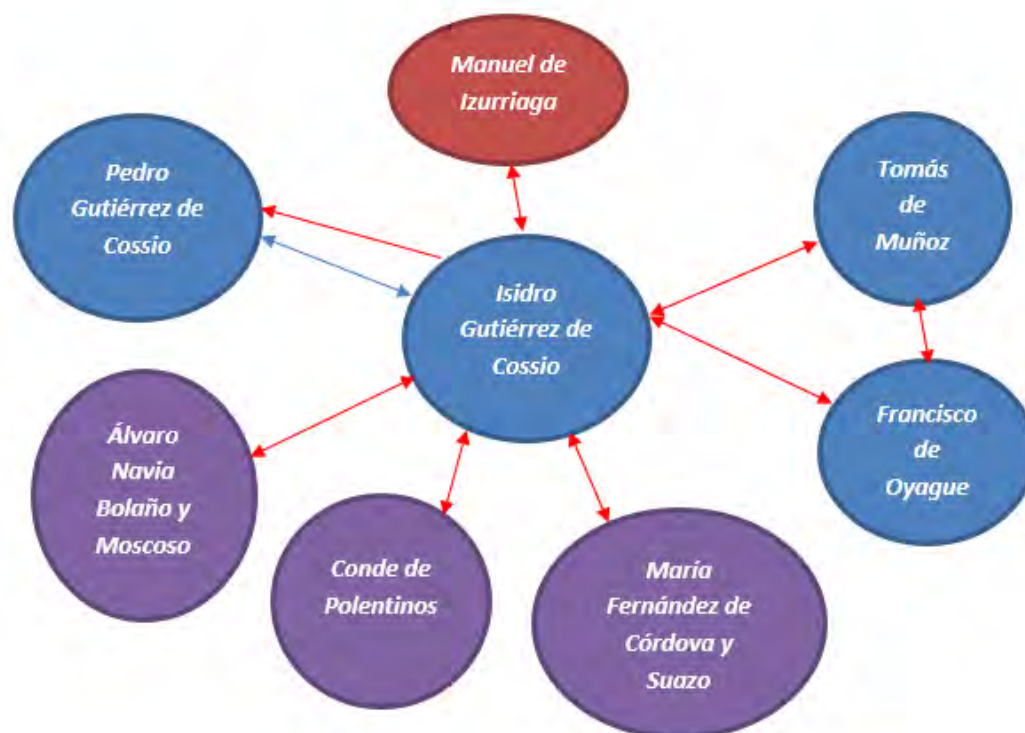 Manuel de
Izurriaga
Pedro
Gutiérrez de
Cossio
Tomás
de
Muñoz
Isidro
Gutiérrez de
Cossio
Álvaro
Navia
Bolaño y
Moscoso
Francisco
de
Oyague
Conde de
Polentinos
María
Fernández de
Córdova y
Suazo